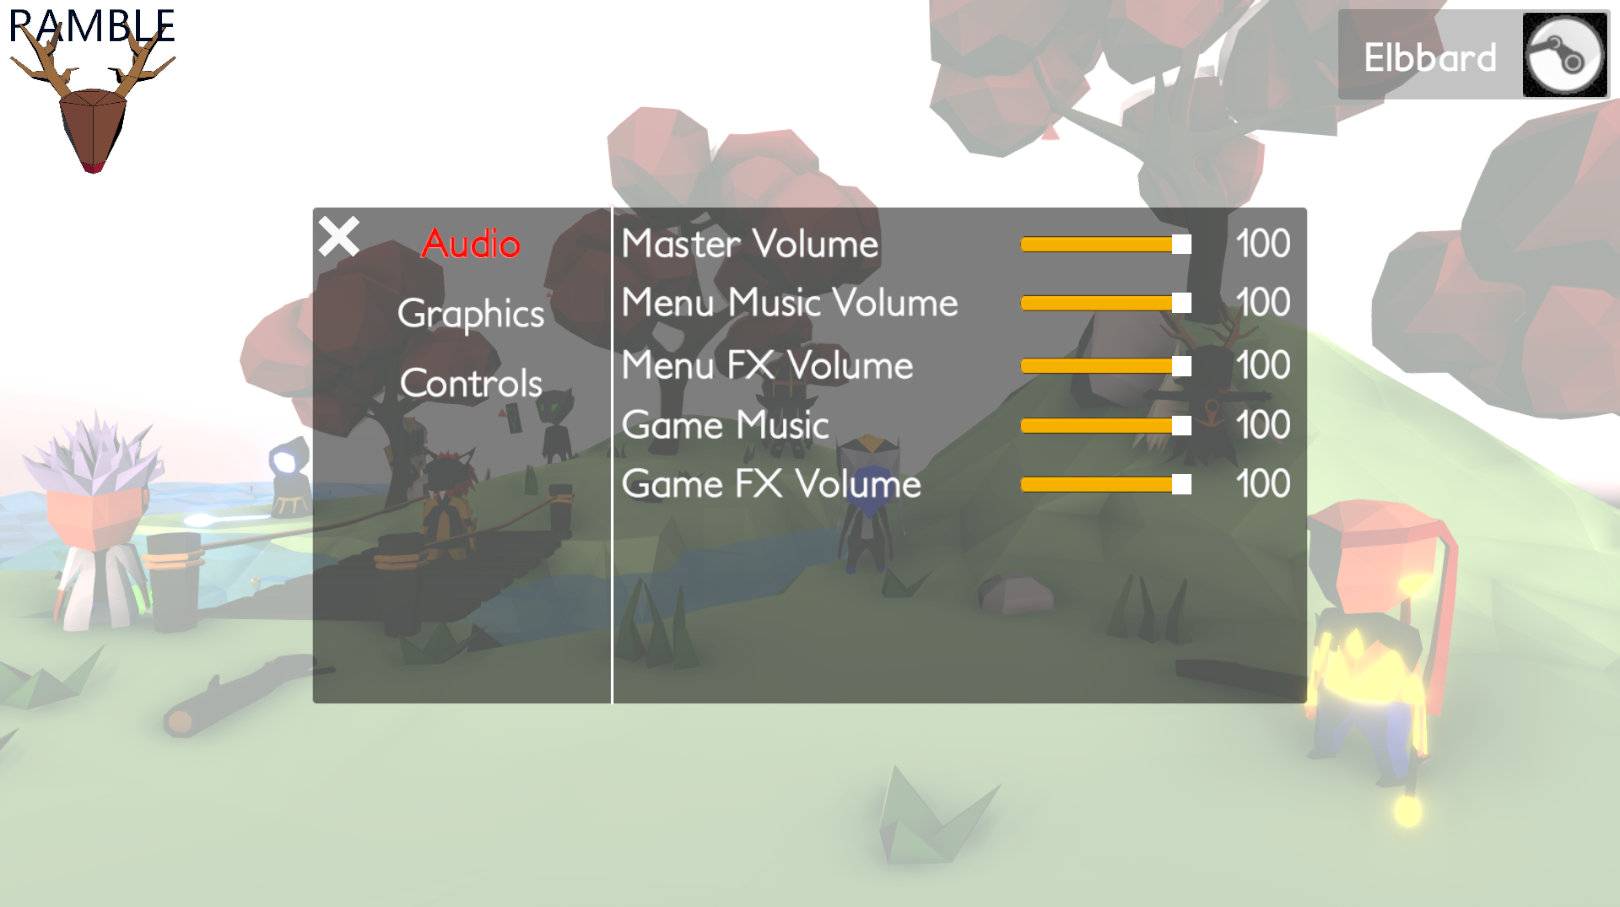 RAMBLE
Elbbard
Audio
Graphics
Controls
Master Volume 100
Menu Music Volume 100
Menu FX Volume 100
Game Music 100
Game FX Volume 100